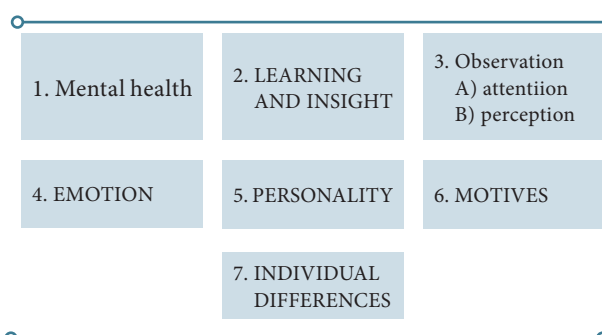 1. Mental health
2. LEARNING
AND INSIGHT
3. Observation
A) attentiion
B) perception
4. EMOTION
5. PERSONALITY
6. MOTIVES
7. INDIVIDUAL
DIFFERENCES